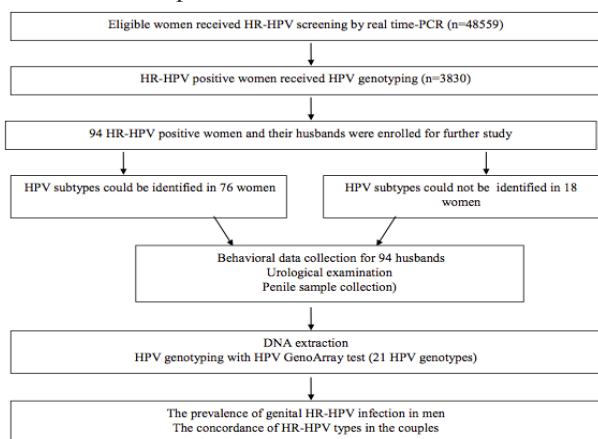 Eligible women received HR-HPV screening by real time-PCR (n=48559)
HR-HPV positive women received HPV genotyping (n=3830)
94 HR-HPV positive women and their husbands were enrolled for further study
HPV subtypes could be identified in 76 women
HPV subtypes could not be identified in 18
women
Behavioral data collection for 94 husbands
Urological examination
Penile sample collection)
DNA extraction
HPV genotyping with HPV GenoArray test (21 HPV genotypes)
The prevalence of genital HR-HPV infection in men
The concordance of HR-HPV types in the couples